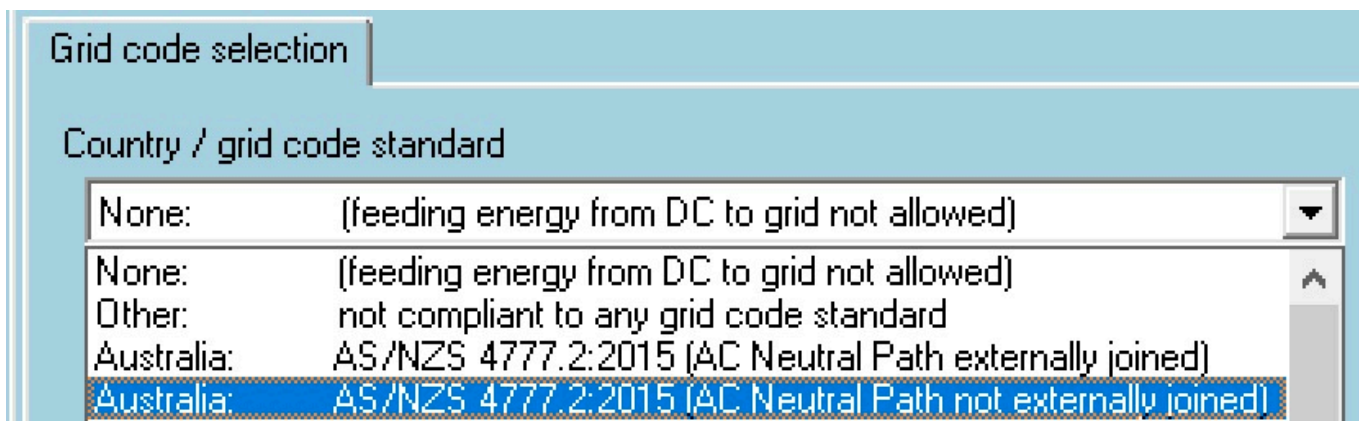 Grid code selection
Country / grid code standard
None: (feeding energy from DC to grid not allowed)
None: (feeding energy from DC to grid not allowed)
Other: not compliant to any grid code standard
Australia: AS/NZS 4777.2:2015 (AC Neutral Path externally joined)
Australia: AS/NZS 4777.2:2015 (AC Neutral Path not externally joined)